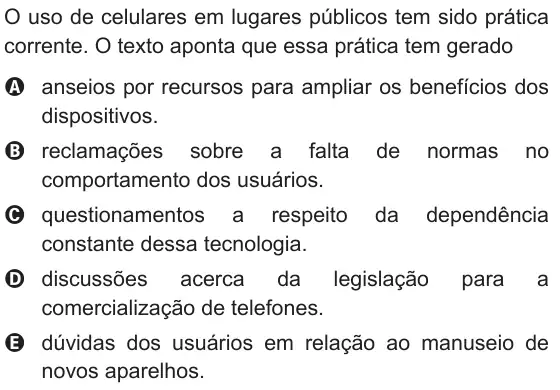 O uso de celulares em lugares públicos tem sido prática
corrente. O texto aponta que essa prática tem gerado
A anseios por recursos para ampliar os benefícios dos
dispositivos.
B reclamações sobre a falta de normas no
comportamento dos usuários.
C questionamentos a respeito da dependência
constante dessa tecnologia.
D discussões acerca da legislação para a
comercialização de telefones.
E dúvidas dos usuários em relação ao manuseio de
novos aparelhos.